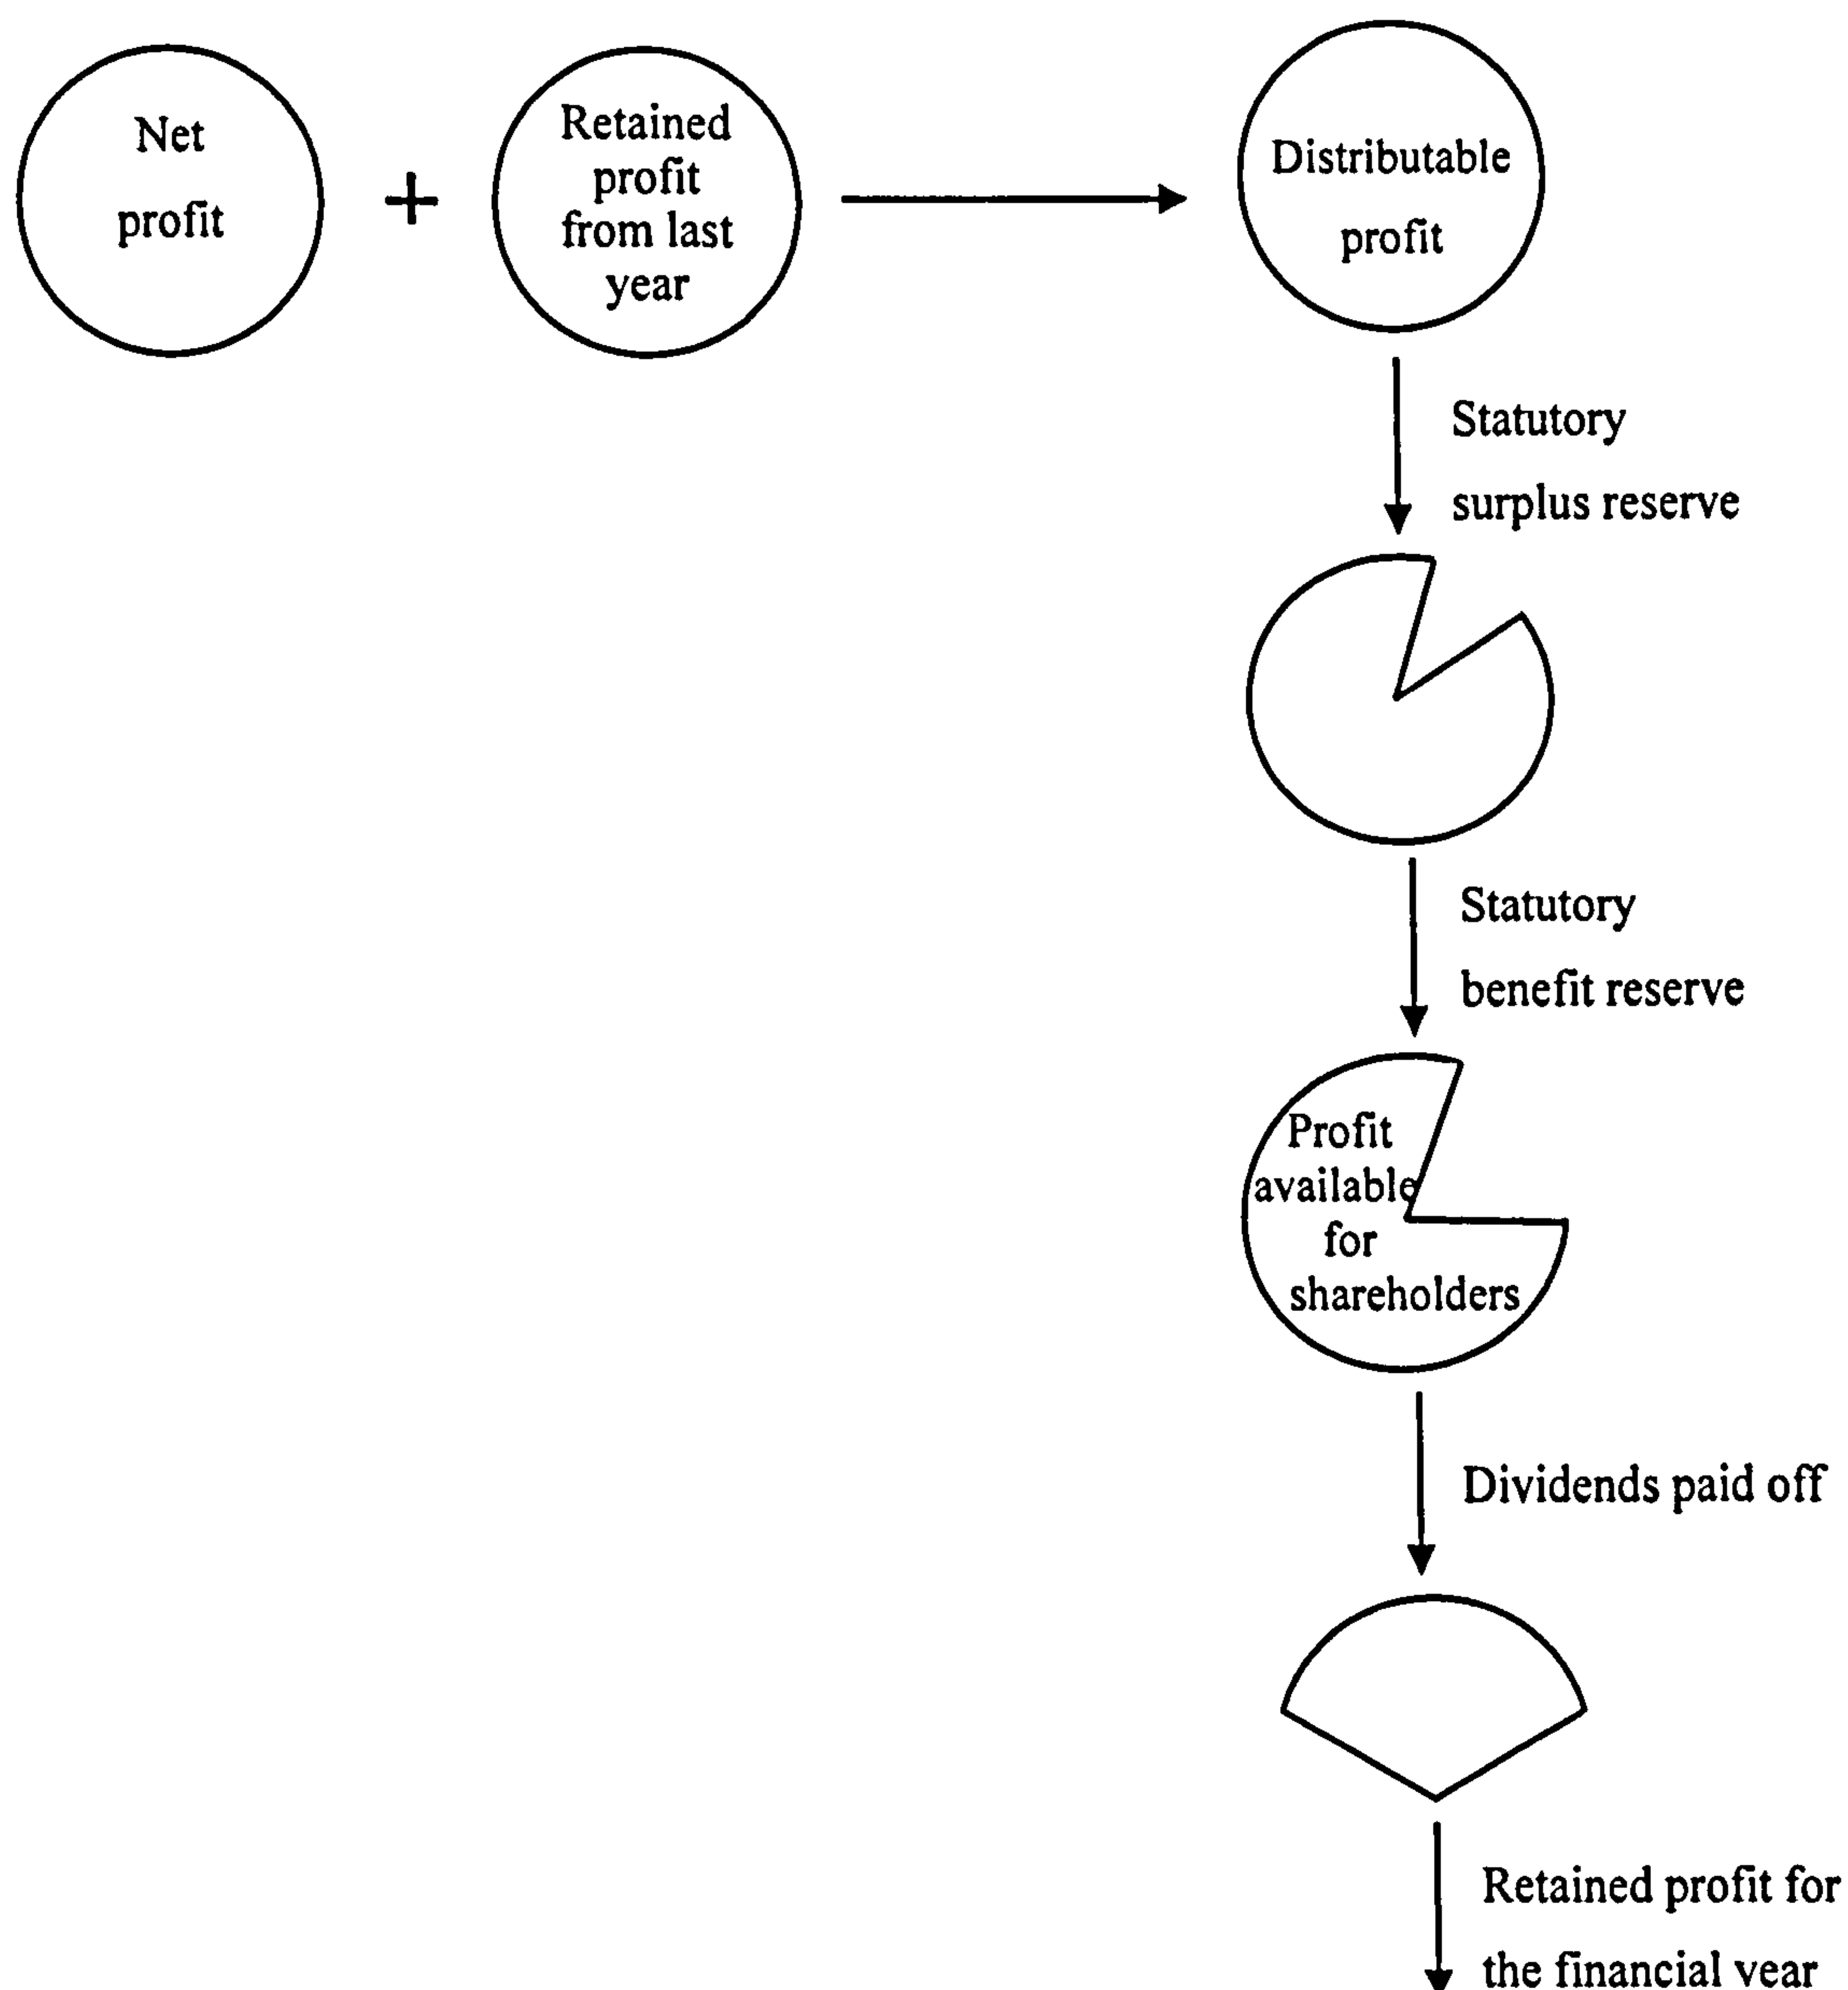 Net
profit
+
Retained
profit
from last
year
Distributable
profit
Statutory
surplus reserve
Statutory
benefit reserve
Profit
available
for
shareholders
Dividends paid off
Retained profit for
the financial year